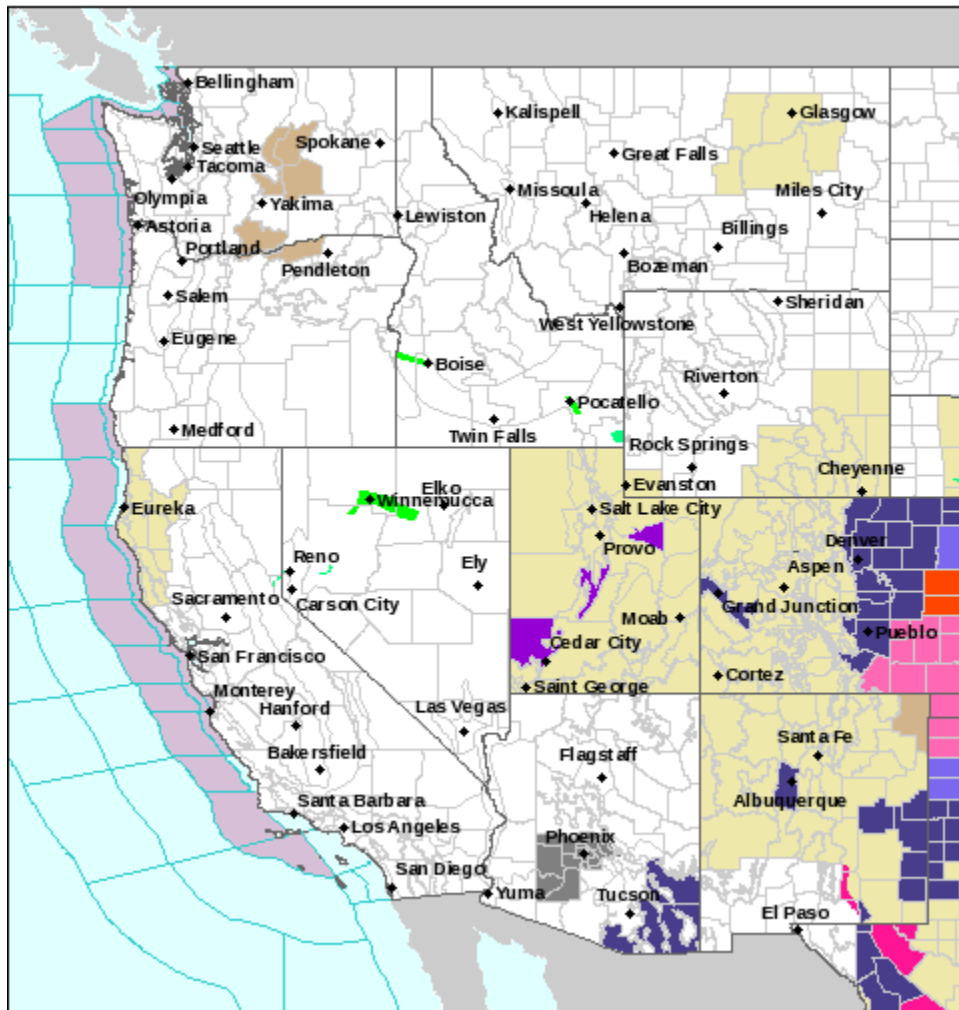 Bellingham
Kalispell
Glasgow
Spokane
Seattle
Great Falls
Tacoma
Missoula
Miles City
Olympia
Yakima
Lewiston
Helena
Astoria
Billings
Portland
Pendleton
Bozeman
Salem
Sheridan
West Yellowstone
Eugene
Boise
Riverton
Pocatello
Medford
Twin Falls
Rock Springs
Cheyenne
Elko
Evanston
Winnemucca
Eureka
Salt Lake City
Provo
Denver
Reno
Ely
Aspen
Sacramento
Carson City
Grand Junction
Moab
Pueblo
Cedar City
San Francisco
Cortez
Saint George
Monterey
Hanford
Las Vegas
Santa Fe
Bakersfield
Flagstaff
Albuquerque
Santa Barbara
Los Angeles
Phoenix
San Diego
Yuma
Tucson
El Paso